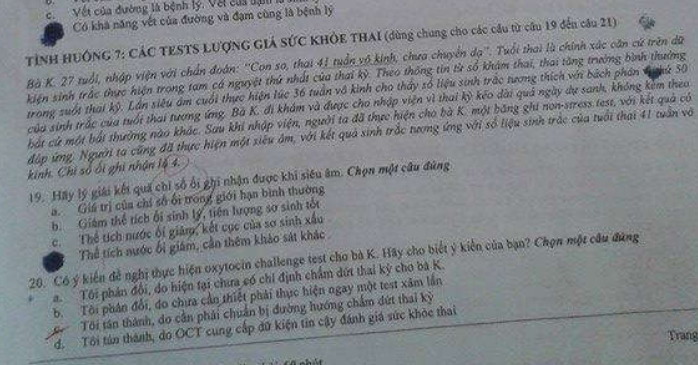 c. Vết của đường là bệnh lý. Vết của đạm
Có khả năng vết của đường và đạm cùng là bệnh lý
TÌNH HUỐNG 7: CÁC TESTS LƯỢNG GIÁ SỨC KHỎE THAI (dùng chung cho các câu từ câu 19 đến câu 21)
Bà K. 27 tuổi, nhập viện với chẩn đoán: "Con so, thai 41 tuần vô kinh, chưa chuyển dạ". Tuổi thai là chính xác căn cứ trên dữ
kiện sinh trắc thực hiện trong tam cá nguyệt thứ nhất của thai kỳ. Theo thông tin từ sổ khám thai, thai tăng trưởng bình thường
trong suốt thai kỳ. Lần siêu âm cuối thực hiện lúc 36 tuần vô kinh cho thấy số liệu sinh trắc tương thích với bách phân thứ 50
của sinh trắc của tuổi thai tương ứng. Bà K. đi khám và được cho nhập viện vì thai kỳ kéo dài quá ngày dự sanh, không kèm theo
bất cứ một bất thường nào khác. Sau khi nhập viện, người ta đã thực hiện cho bà K. một băng ghi non-stress test, với kết quả có
đáp ứng. Người ta cũng đã thực hiện một siêu âm, với kết quả sinh trắc tương ứng với số liệu sinh trắc của tuổi thai 41 tuần vô
kinh. Chỉ số ối ghi nhận là 4.
19. Hãy lý giải kết quả chỉ số ối ghi nhận được khi siêu âm. Chọn một câu đúng
a. Giá trị của chỉ số ối trong giới hạn bình thường
b. Giảm thể tích ối sinh lý, tiên lượng sơ sinh tốt
c. Thể tích nước ối giảm, kết cục của sơ sinh xấu
Thể tích nước ối giảm, cần thêm khảo sát khác
20. Có ý kiến đề nghị thực hiện oxytocin challenge test cho bà K. Hãy cho biết ý kiến của bạn? Chọn một câu đúng
a. Tôi phản đối, do hiện tại chưa có chỉ định chấm dứt thai kỳ cho bà K.
b. Tôi phản đối, do chưa cần thiết phải thực hiện ngay một test xâm lấn
Tôi tán thành, do cần phải chuẩn bị đường hướng chấm dứt thai kỳ
d. Tôi tán thành, do OCT cung cấp dữ kiện tin cậy đánh giá sức khỏe thai
Trang
phút